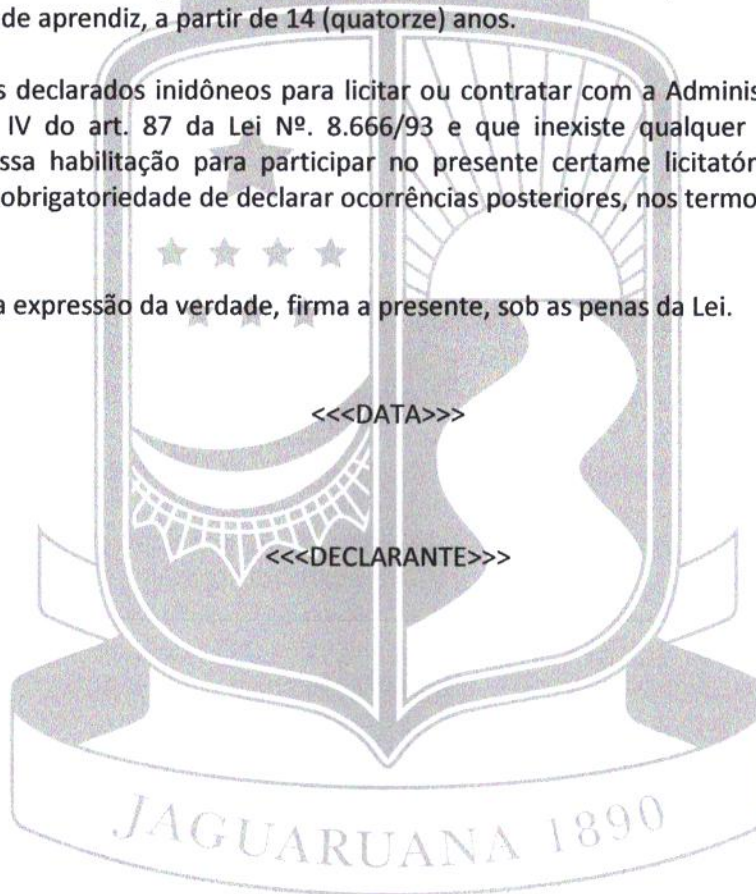 de aprendiz, a partir de 14 (quatorze) anos.
s declarados inidôneos para licitar ou contratar com a Adminis
IV do art. 87 da Lei Nº. 8.666/93 e que inexiste qualquer
ssa habilitação para participar no presente certame licitatór
obrigatoriedade de declarar ocorrências posteriores, nos termo
a expressão da verdade, firma a presente, sob as penas da Lei.
<<<DATA>>>
<<<DECLARANTE>>>
JAGUARUANA 1890